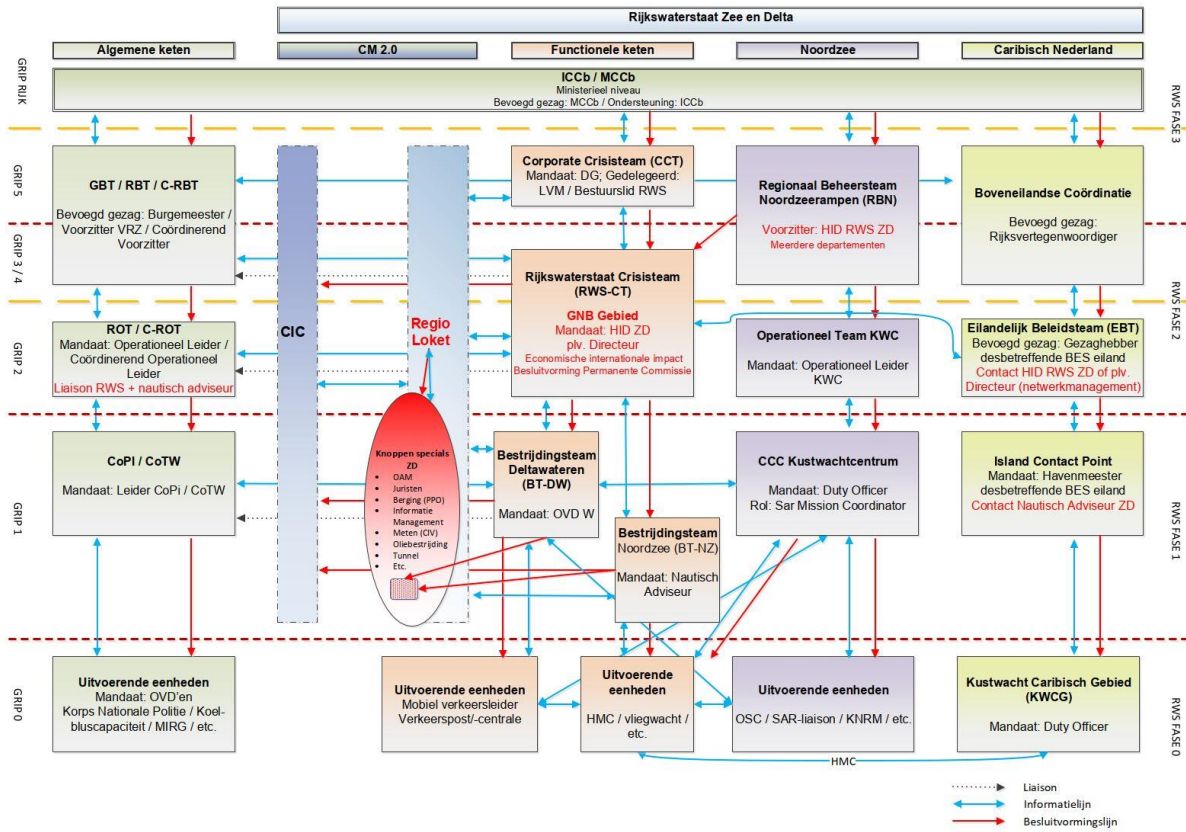 Rijkswaterstaat Zee en Delta
Algemene keten
CM 2.0
Functionele keten
Noordzee
Caribisch Nederland
GRIP RIJK
ICCb / MCCb
Ministerieel niveau
Bevoegd gezag: MCCb / Ondersteuning: ICCb
RWS FASE 3
GRIP 5
GBT / RBT / C-RBT
Bevoegd gezag: Burgemeester /
Voorzitter VRZ / Coördinerend
Voorzitter
Corporate Crisisteam (CCT)
Mandaat: DG; Gedelegeerd:
LVM / Bestuurslid RWS
Regionaal Beheersteam
Noordzeerampen (RBN)
Voorzitter: HID RWS ZD
Meerdere departementen
Boveneilandse Coördinatie
Bevoegd gezag:
Rijksvertegenwoordiger
GRIP 3 / 4
Rijkswaterstaat Crisisteam
(RWS-CT)
GNB Gebied
Mandaat: HID ZD
plv. Directeur
Economische internationale impact
Besluitvorming Permanente Commissie
RWS FASE 2
CIC
Regio
Loket
GRIP 2
ROT / C-ROT
Mandaat: Operationeel Leider /
Coördinerend Operationeel
Leider
Liaison RWS + nautisch adviseur
Operationeel Team KWC
Mandaat: Operationeel Leider
KWC
Eilandelijk Beleidsteam (EBT)
Bevoegd gezag: Gezaghebber
desbetreffende BES eiland
Contact HID RWS ZD of plv.
Directeur (netwerkmanagement)
GRIP 1
CoPI / CoTW
Mandaat: Leider CoPi / CoTW
Knoppen specials
ZD
• OAM
• Juristen
• Berging (PPO)
• Informatie
Management
• Meten (CIV)
• Oliebestrijding
• Tunnel
• Etc.
Bestrijdingsteam
Deltawateren
(BT-DW)
Mandaat: OVD W
Bestrijdingsteam
Noordzee (BT-NZ)
Mandaat: Nautisch
Adviseur
CCC Kustwachtcentrum
Mandaat: Duty Officer
Rol: Sar Mission Coordinator
Island Contact Point
Mandaat: Havenmeester
desbetreffende BES eiland
Contact Nautisch Adviseur ZD
RWS FASE 1
GRIP 0
Uitvoerende eenheden
Mandaat: OVD'en
Korps Nationale Politie / Koel-
bluscapaciteit / MIRG / etc.
Uitvoerende eenheden
Mobiel verkeersleider
Verkeerspost/-centrale
Uitvoerende
eenheden
HMC / vliegwacht /
etc.
Uitvoerende eenheden
OSC / SAR-liaison / KNRM / etc.
Kustwacht Caribisch Gebied
(KWCG)
Mandaat: Duty Officer
RWS FASE 0
HMC
Liaison
Informatielijn
Besluitvormingslijn